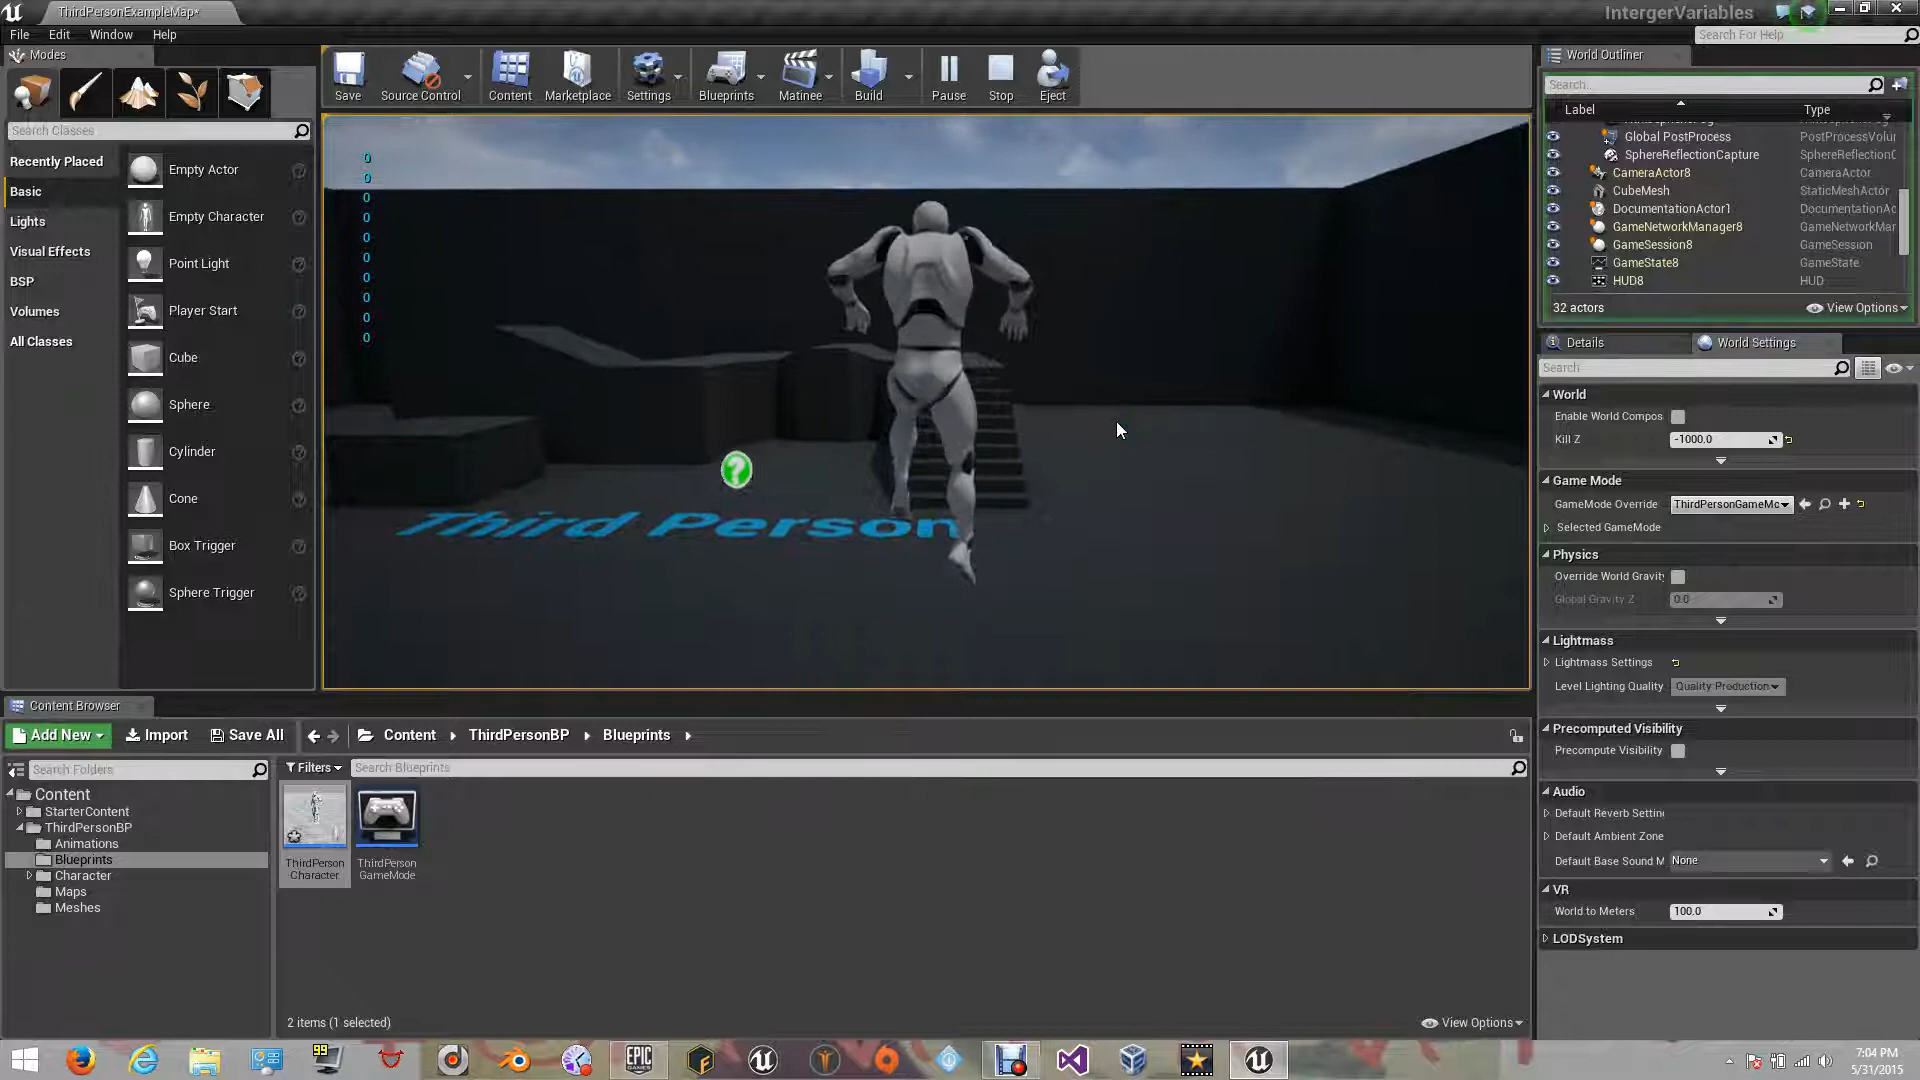 ThirdPersonExampleMap*
IntergerVariables
File Edit Window Help
Search For Help
Modes
Search Classes
Recently Placed
Basic
Lights
Visual Effects
BSP
Volumes
All Classes
Empty Actor
Empty Character
Point Light
Player Start
Cube
Sphere
Cylinder
Cone
Box Trigger
Sphere Trigger
Save
Source Control
Content
Marketplace
Settings
Blueprints
Matinee
Build
Pause
Stop
Eject
0
0
0
0
0
0
0
0
0
0
Third Person
World Outliner
Search...
Label Type
Global PostProcess PostProcessVolu
SphereReflectionCapture SphereReflectionC
CameraActor8 CameraActor
CubeMesh StaticMeshActor
DocumentationActor1 DocumentationAc
GameNetworkManager8 GameNetworkMar
GameSession8 GameSession
GameState8 GameState
HUD8 HUD
32 actors View Options
Details World Settings
Search
World
Enable World Compos
Kill Z -1000.0
Game Mode
GameMode Override ThirdPersonGameMc
Selected GameMode
Physics
Override World Gravit
Global Gravity Z 0.0
Lightmass
Lightmass Settings
Level Lighting Quality Quality Production
Precomputed Visibility
Precompute Visibility
Audio
Default Reverb Settin
Default Ambient Zone
Default Base Sound M None
VR
World to Meters 100.0
LODSystem
Content Browser
Add New Import Save All Content ThirdPersonBP Blueprints
Search Folders
Filters Search Blueprints
Content
StarterContent
ThirdPersonBP
Animations
Blueprints
Character
Maps
Meshes
ThirdPerson
Character
ThirdPerson
GameMode
2 items (1 selected)
View Options
99
EPIC
GAMES
7:04 PM
5/31/2015